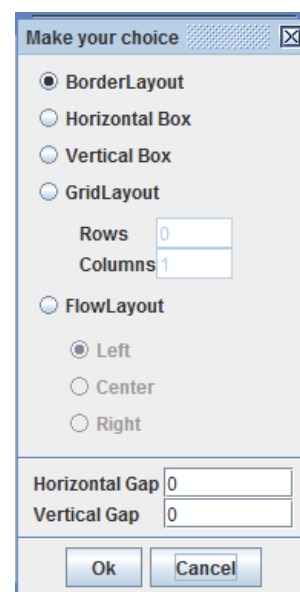 Make your choice
BorderLayout
Horizontal Box
Vertical Box
GridLayout
Rows 0
Columns 1
FlowLayout
Left
Center
Right
Horizontal Gap 0
Vertical Gap 0
Ok Cancel